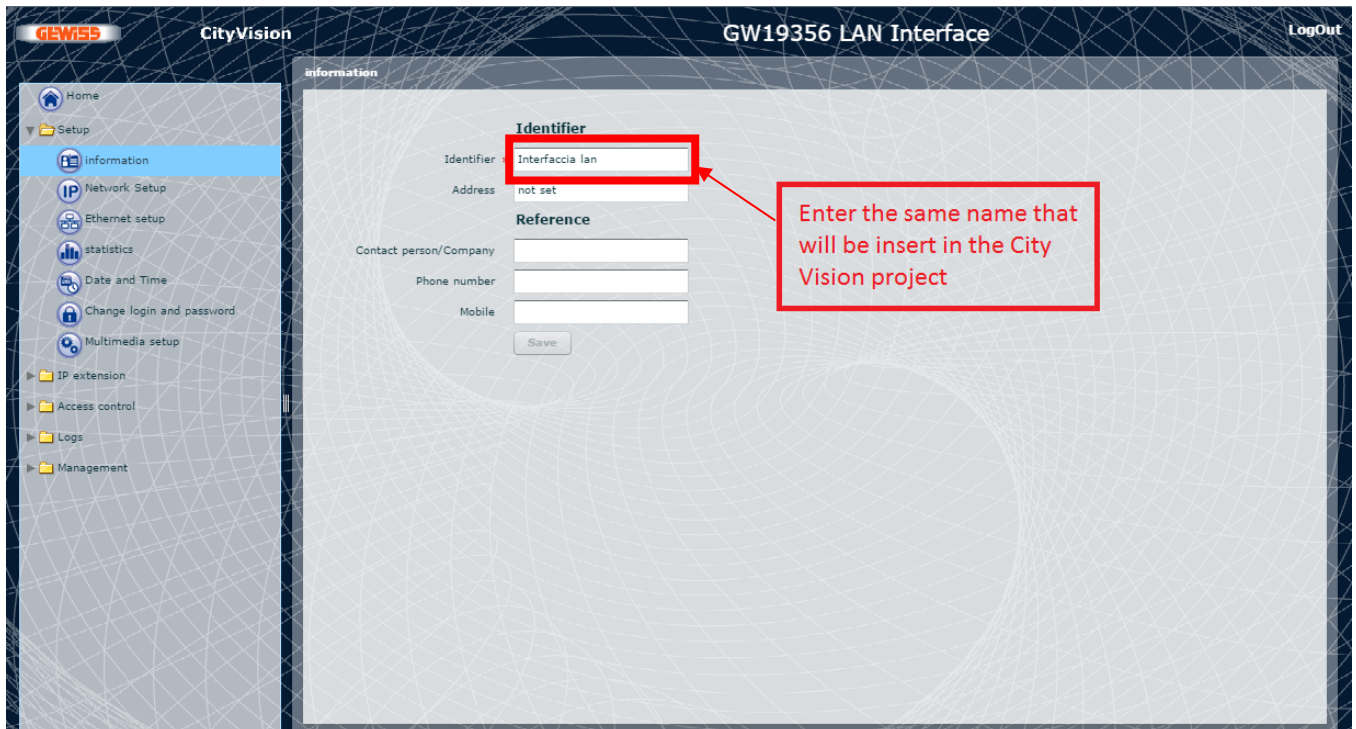 GEWISS
CityVision
GW19356 LAN Interface
LogOut
information
Home
Setup
information
Network Setup
Ethernet setup
statistics
Date and Time
Change login and password
Multimedia setup
IP extension
Access control
Logs
Management
Identifier
Identifier
Interfaccia lan
Address
not set
Reference
Contact person/Company
Phone number
Mobile
Save
Enter the same name that
will be insert in the City
Vision project